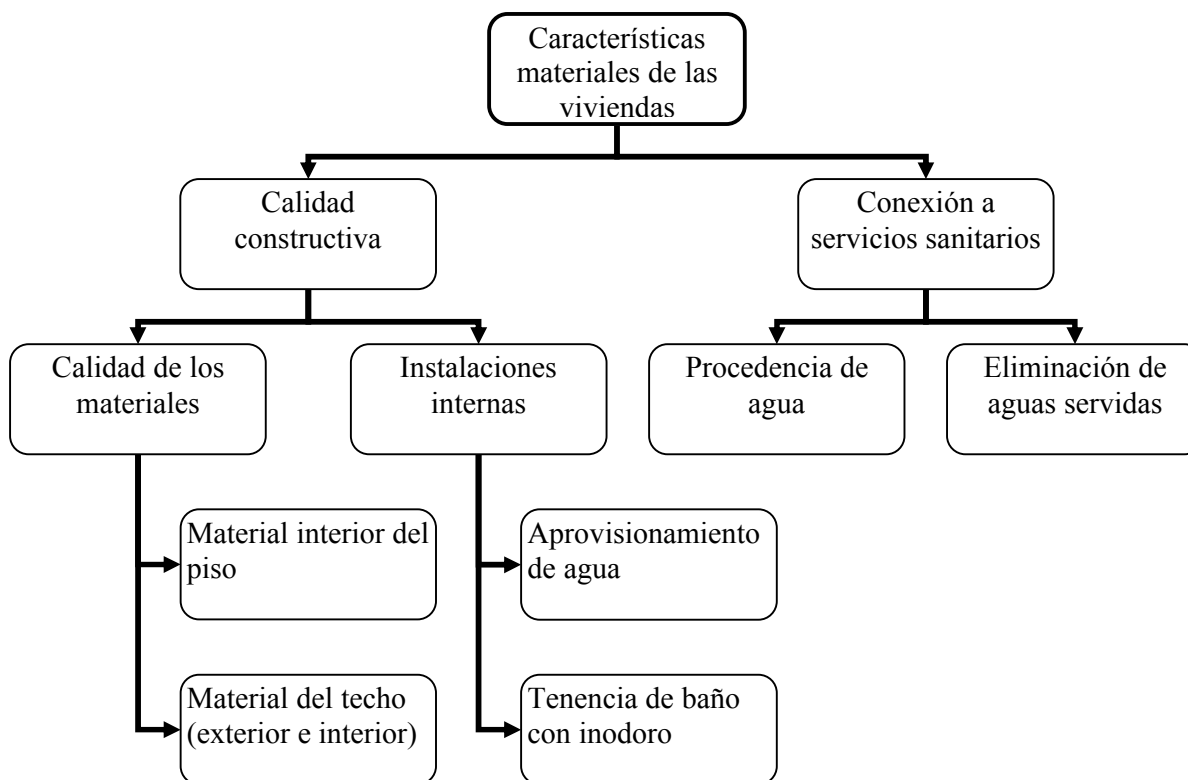 Características
materiales de las
viviendas
Calidad
constructiva
Conexión a
servicios sanitarios
Calidad de los
materiales
Instalaciones
internas
Procedencia de
agua
Eliminación de
aguas servidas
Material interior del
piso
Aprovisionamiento
de agua
Material del techo
(exterior e interior)
Tenencia de baño
con inodoro